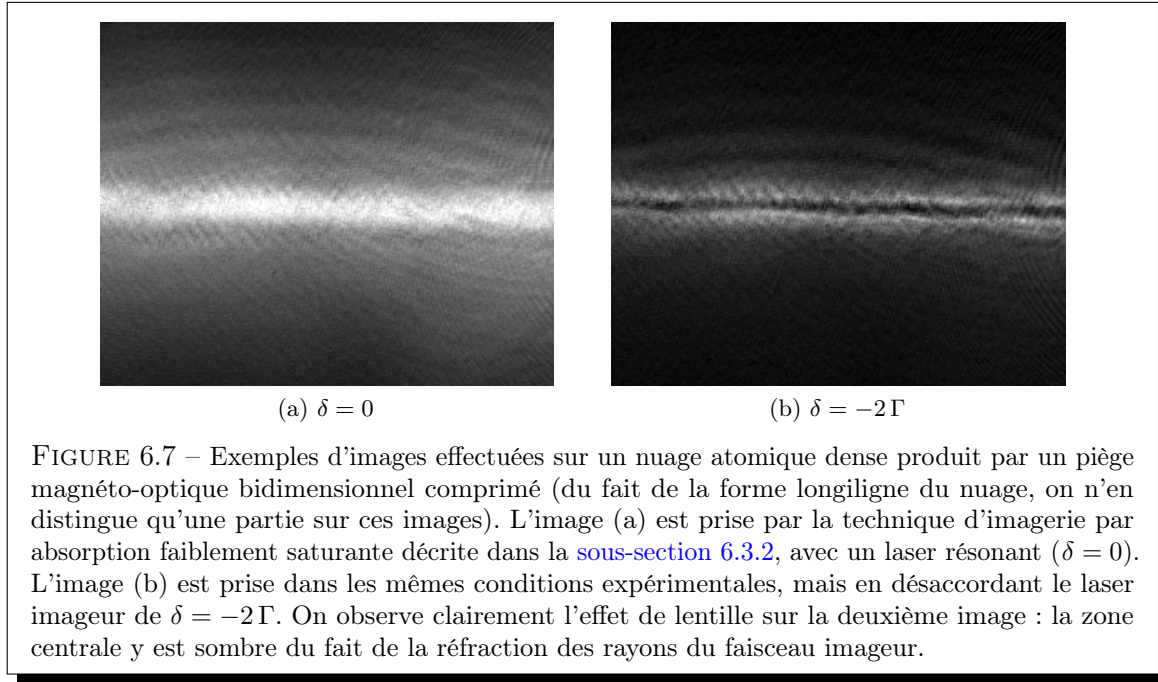 (a) δ = 0
(b) δ = −2 Γ
FIGURE 6.7 – Exemples d'images effectuées sur un nuage atomique dense produit par un piège
magnéto-optique bidimensionnel comprimé (du fait de la forme longiligne du nuage, on n'en
distingue qu'une partie sur ces images). L'image (a) est prise par la technique d'imagerie par
absorption faiblement saturante décrite dans la sous-section 6.3.2, avec un laser résonant (δ = 0).
L'image (b) est prise dans les mêmes conditions expérimentales, mais en désaccordant le laser
imageur de δ = −2 Γ. On observe clairement l'effet de lentille sur la deuxième image : la zone
centrale y est sombre du fait de la réfraction des rayons du faisceau imageur.